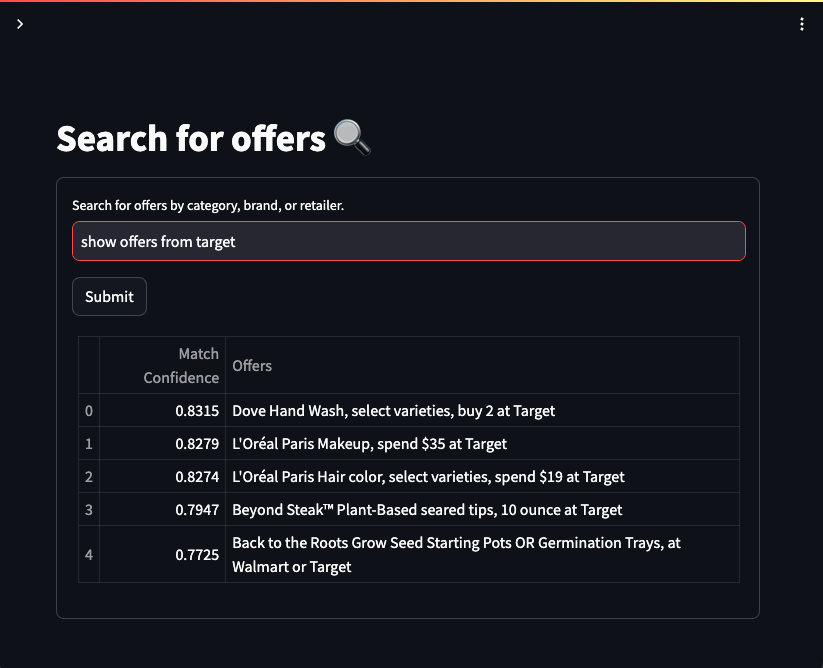 Search for offers
Search for offers by category, brand, or retailer.
show offers from target
Submit
Match
Confidence
Offers
0 0.8315 Dove Hand Wash, select varieties, buy 2 at Target
1 0.8279 L'Oréal Paris Makeup, spend $35 at Target
2 0.8274 L'Oréal Paris Hair color, select varieties, spend $19 at Target
3 0.7947 Beyond Steak™ Plant-Based seared tips, 10 ounce at Target
4 0.7725 Back to the Roots Grow Seed Starting Pots OR Germination Trays, at
Walmart or Target